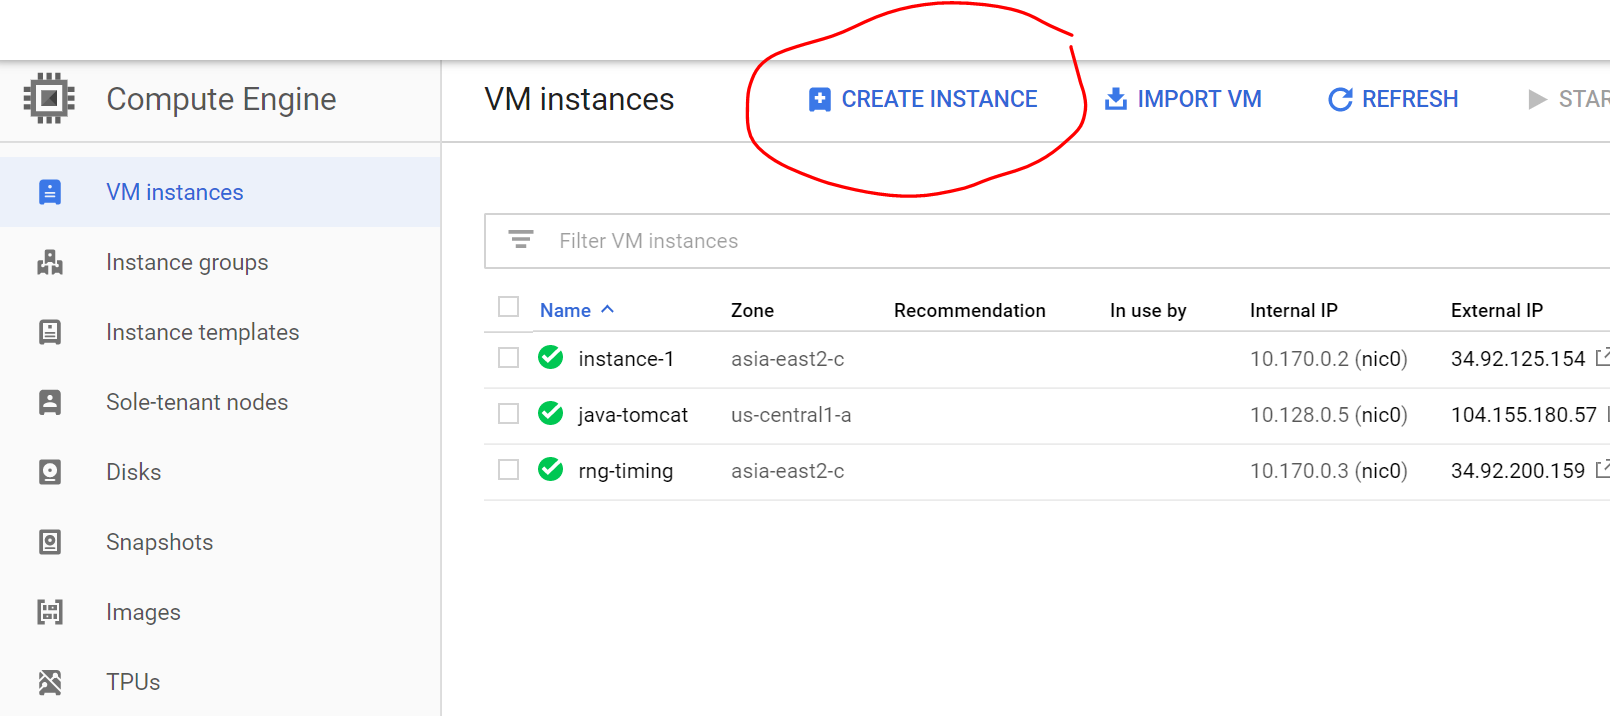 Compute Engine
VM instances
CREATE INSTANCE
IMPORT VM
REFRESH
VM instances
Instance groups
Instance templates
Sole-tenant nodes
Disks
Snapshots
Images
TPUs
Filter VM instances
Name Zone Recommendation In use by Internal IP External IP
instance-1 asia-east2-c 10.170.0.2 (nic0) 34.92.125.154
java-tomcat us-central1-a 10.128.0.5 (nic0) 104.155.180.57
rng-timing asia-east2-c 10.170.0.3 (nic0) 34.92.200.159